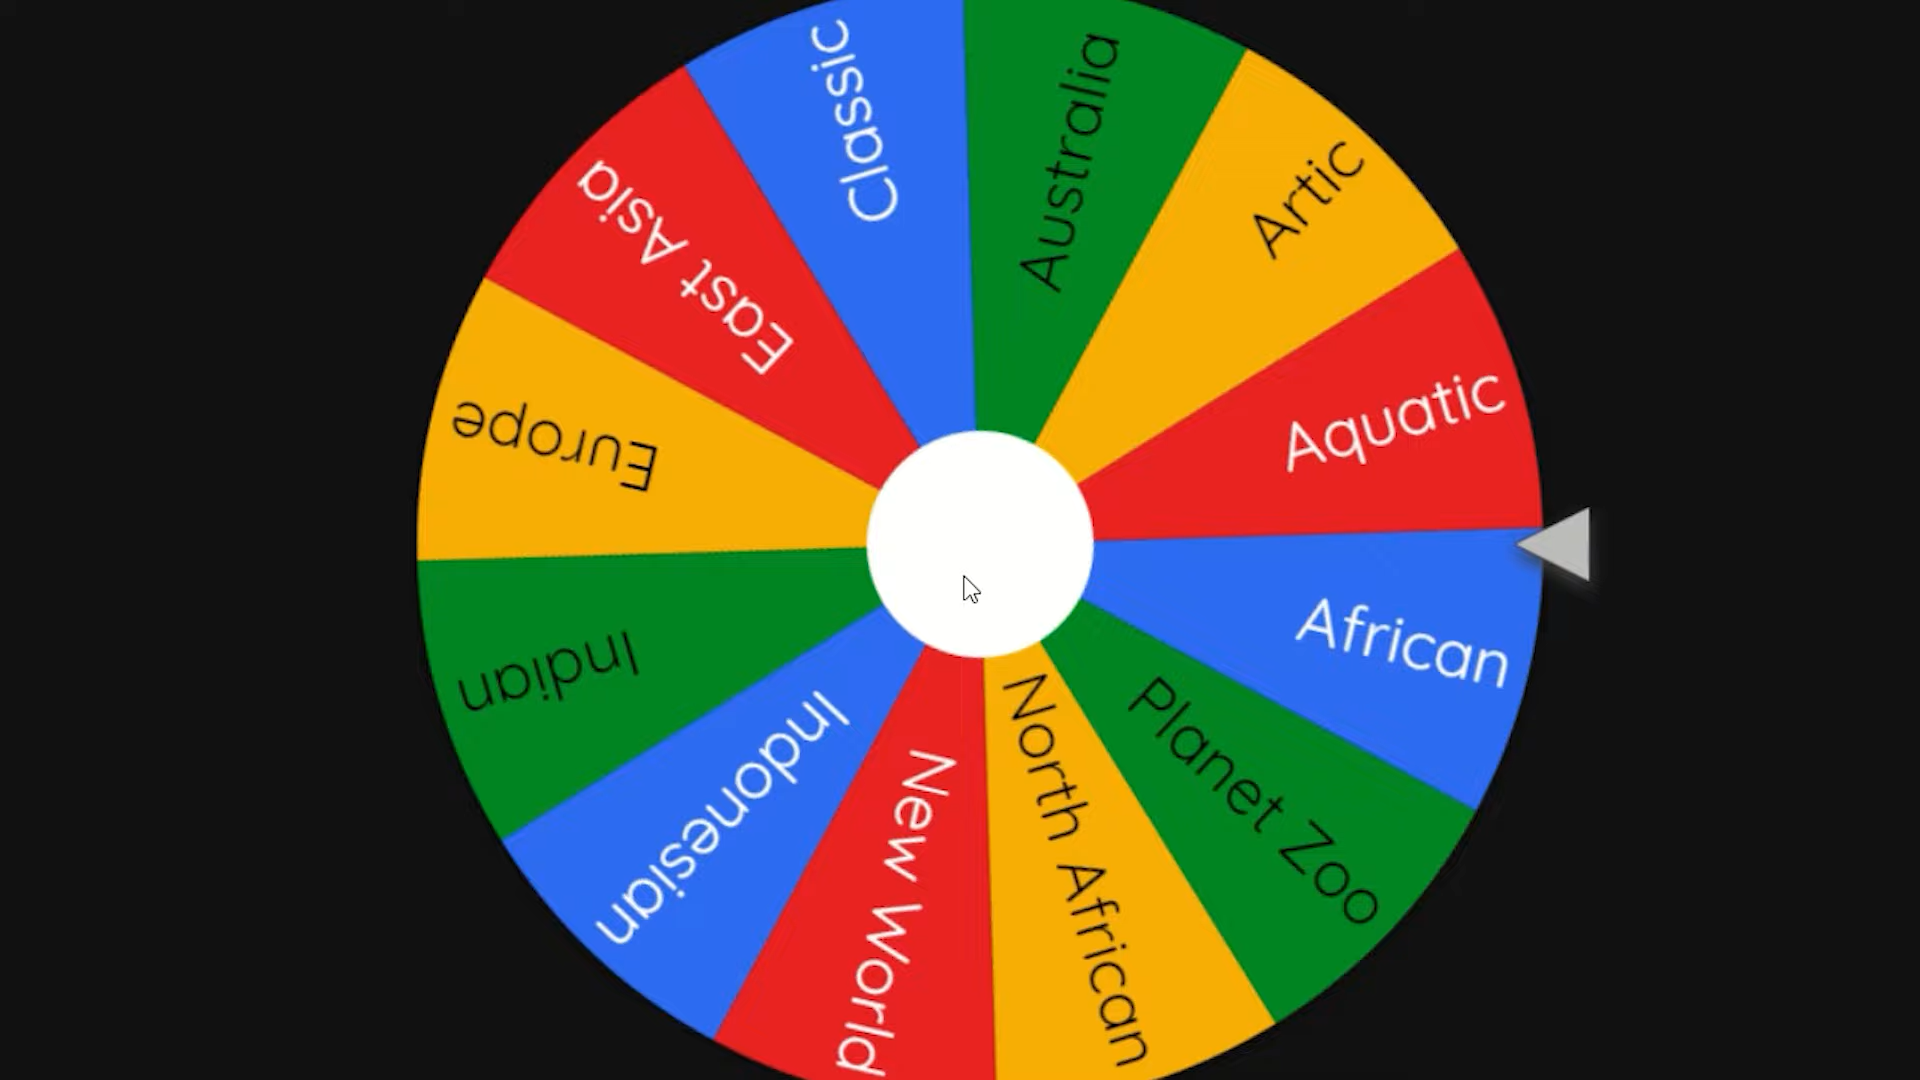 Classic
Australia
Artic
Aquatic
African
Planet Zoo
North African
New World
Indonesian
Indian
Europe
East Asia